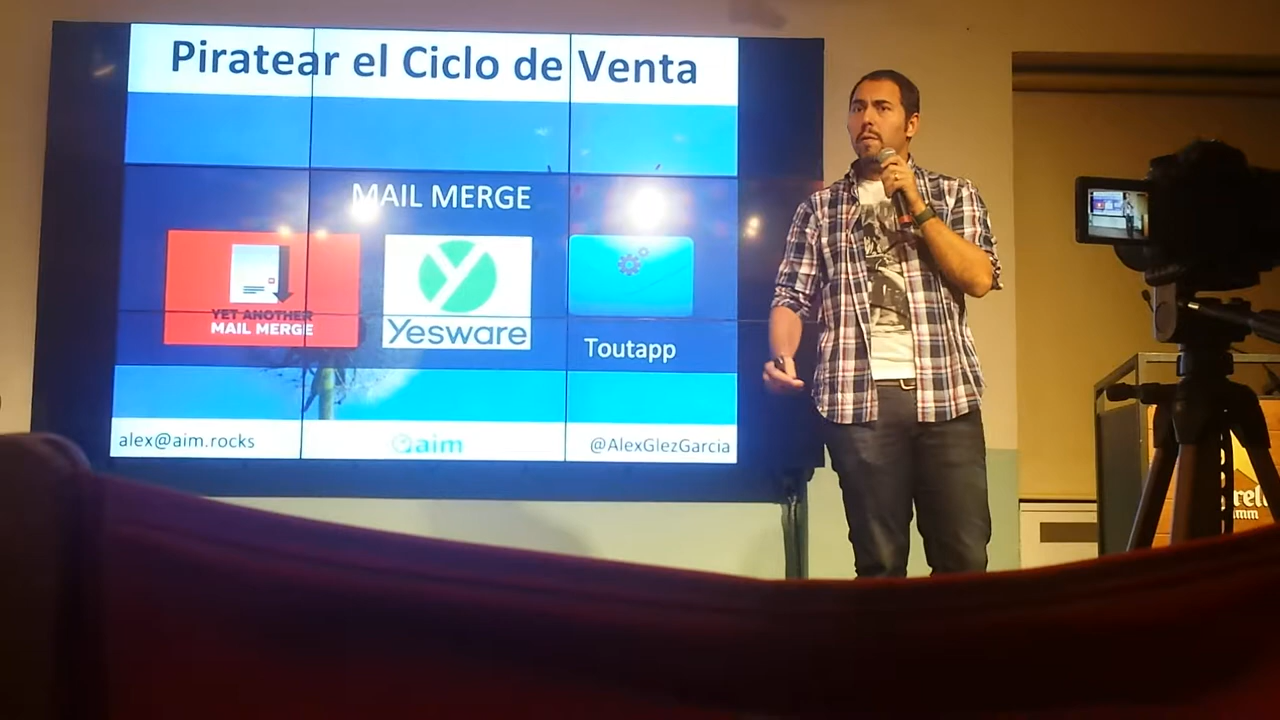 Piratear el Ciclo de Venta
MAIL MERGE
YET ANOTHER
MAIL MERGE
Yesware
Toutapp
alex@aim.rocks
aim
@AlexGlezGarcia